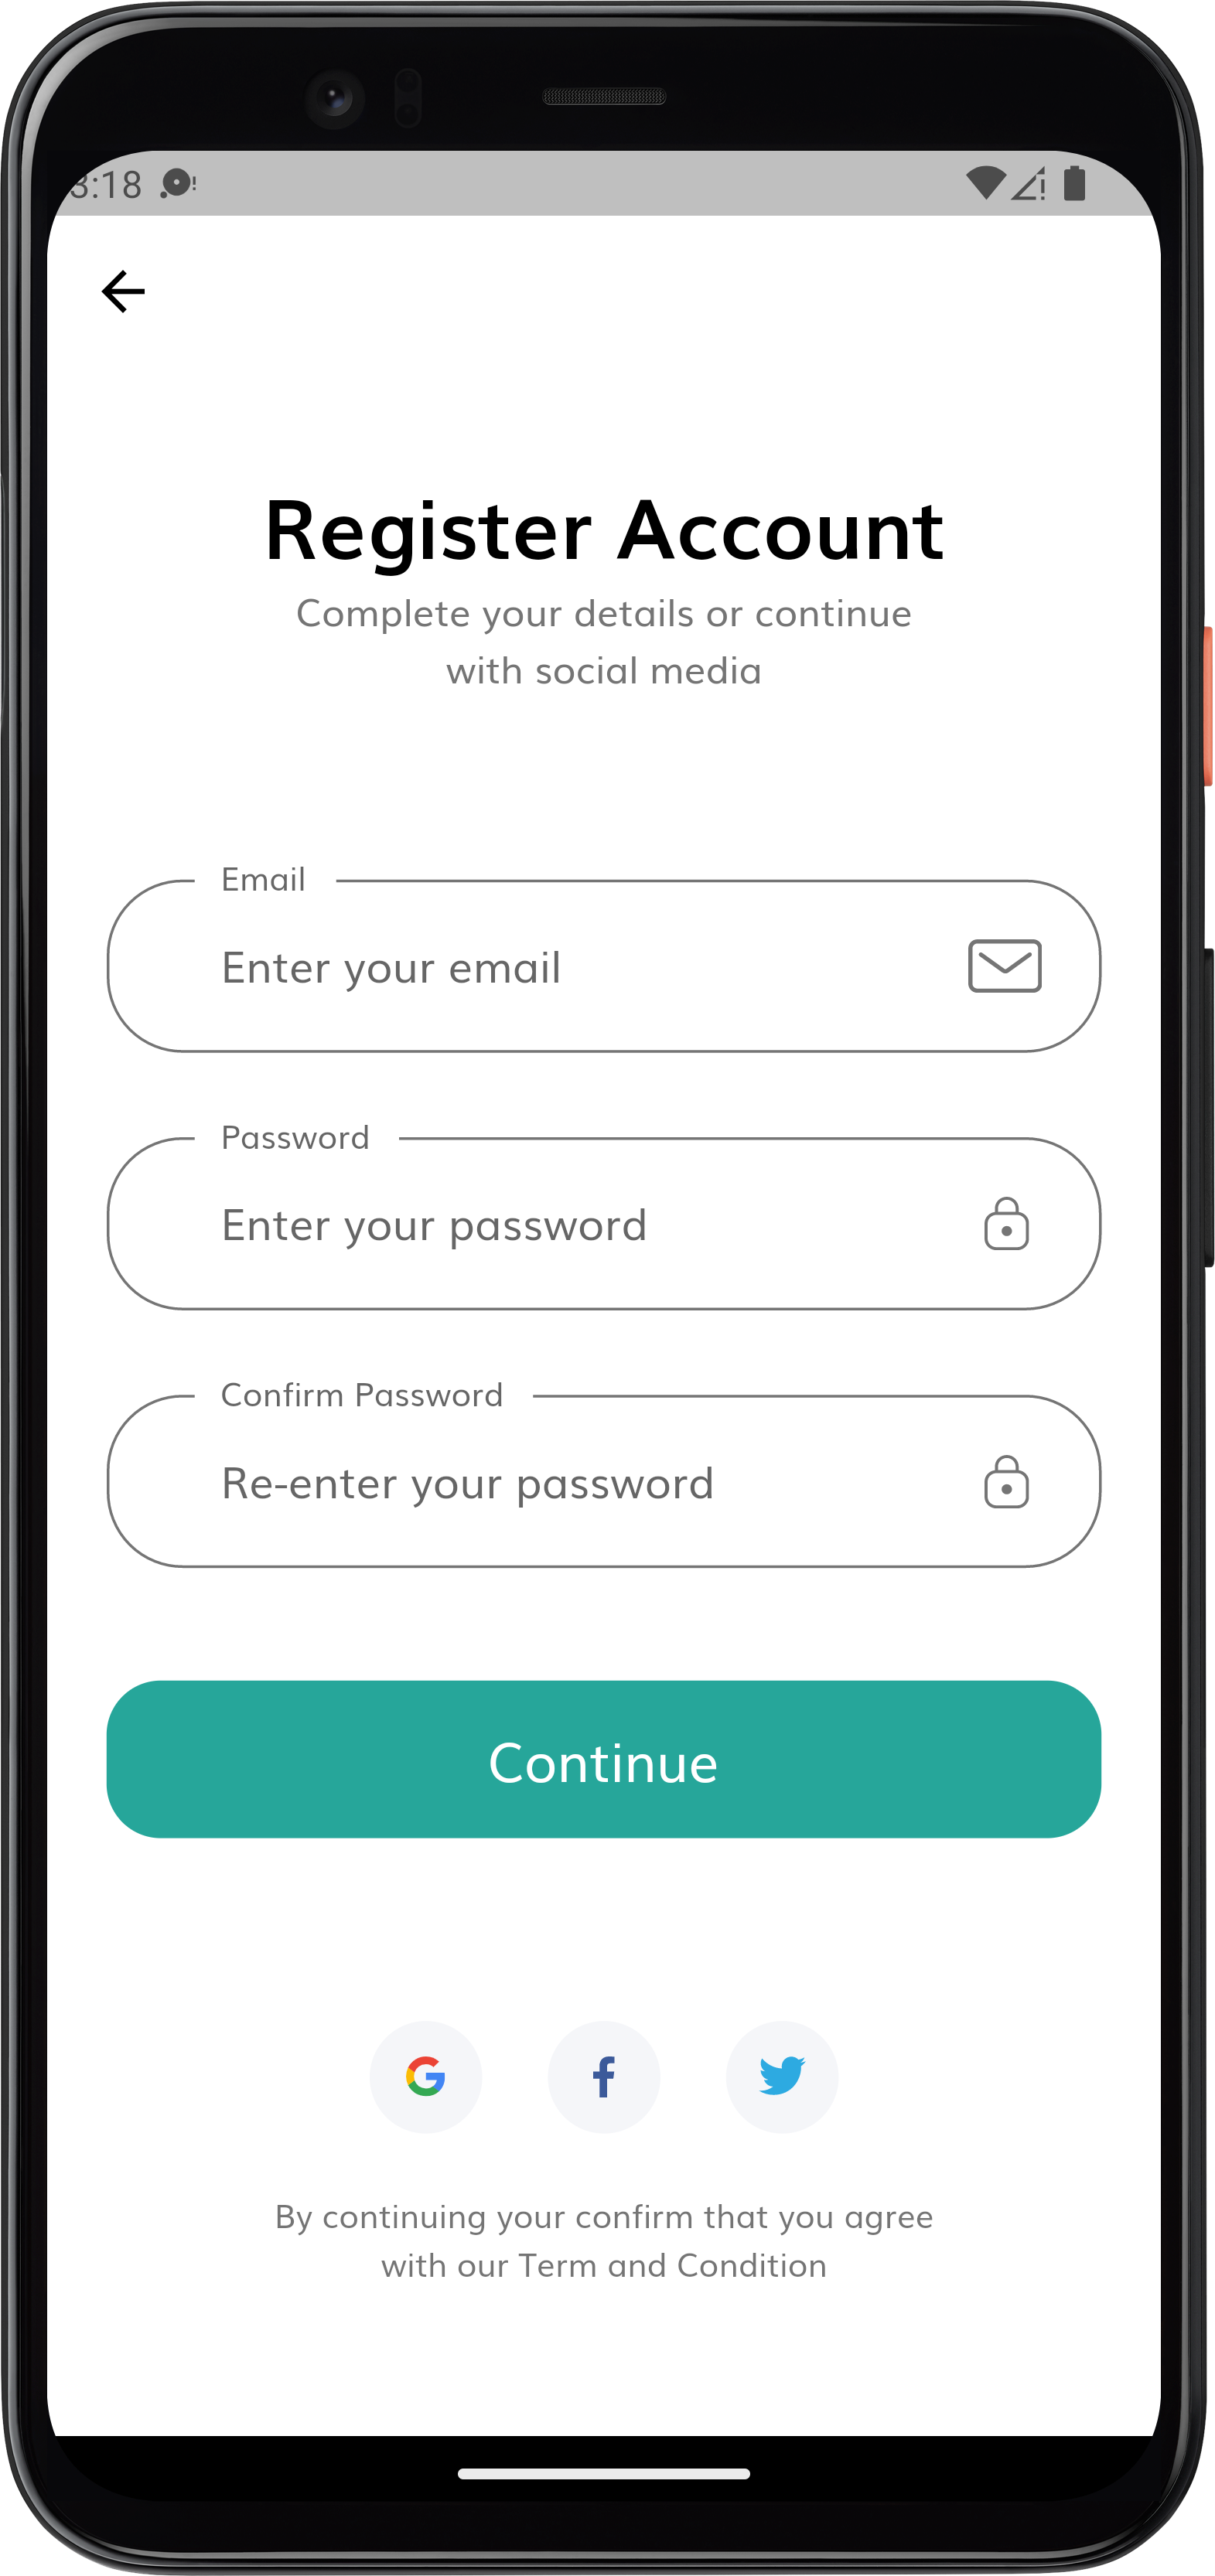 3:18
Register Account
Complete your details or continue
with social media
Email
Enter your email
Password
Enter your password
Confirm Password
Re-enter your password
Continue
By continuing your confirm that you agree
with our Term and Condition